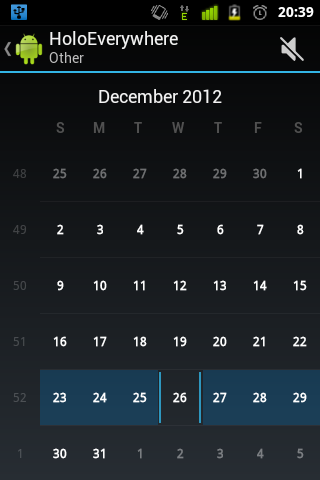 20:39
HoloEverywhere
Other
December 2012
S M T W T F S
48 25 26 27 28 29 30 1
49 2 3 4 5 6 7 8
50 9 10 11 12 13 14 15
51 16 17 18 19 20 21 22
52 23 24 25 26 27 28 29
1 30 31 1 2 3 4 5